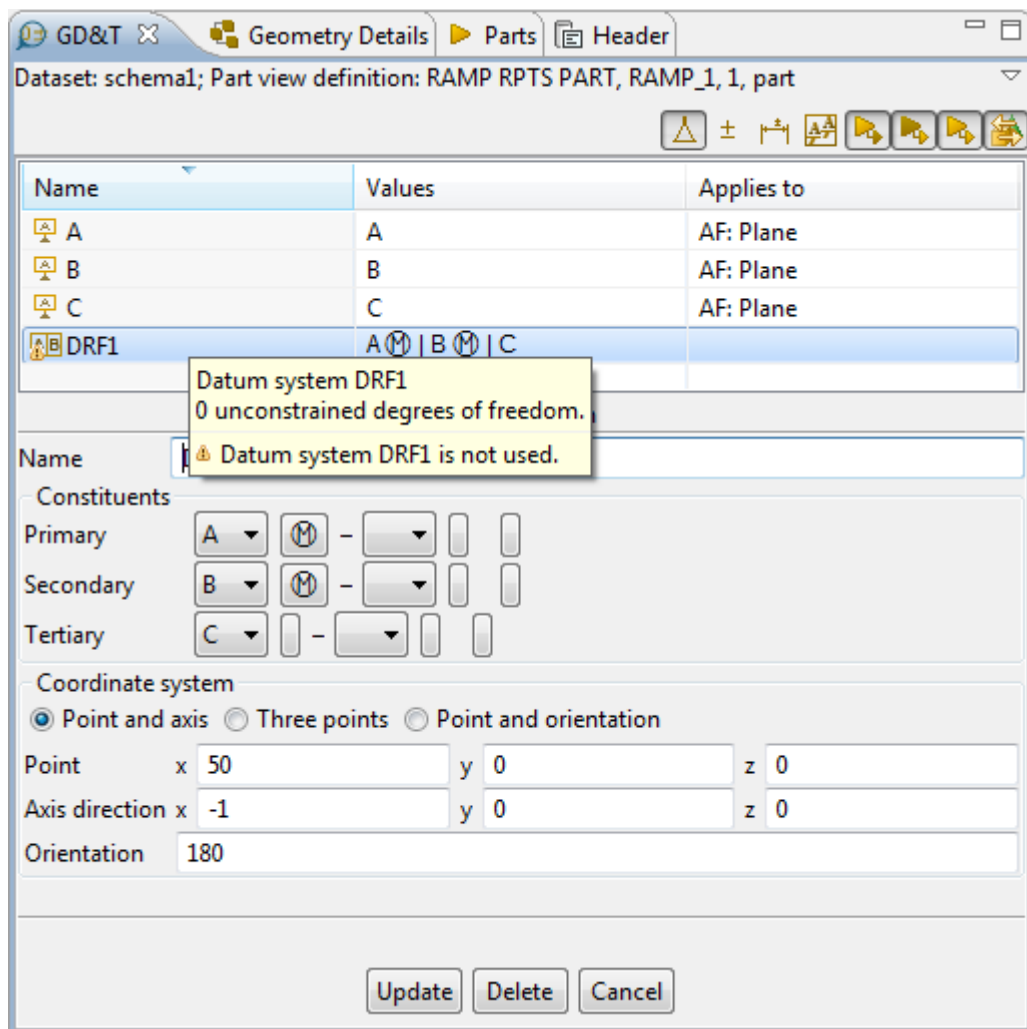 GD&T Geometry Details Parts Header
Dataset: schema1; Part view definition: RAMP RPTS PART, RAMP_1, 1, part
Name Values Applies to
A A AF: Plane
B B AF: Plane
C C AF: Plane
DRF1 A Ⓜ | B Ⓜ | C
Datum system DRF1
0 unconstrained degrees of freedom.
Datum system DRF1 is not used.
Name
Constituents
Primary A Ⓜ –
Secondary B Ⓜ –
Tertiary C –
Coordinate system
Point and axis Three points Point and orientation
Point x 50 y 0 z 0
Axis direction x -1 y 0 z 0
Orientation 180
Update Delete Cancel